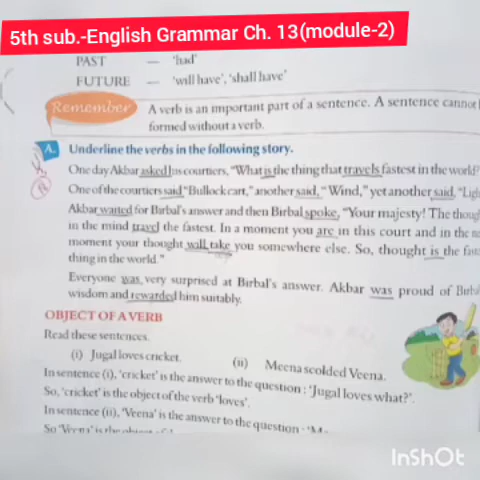 5th sub.-English Grammar Ch. 13(module-2)
PAST — 'had'
FUTURE — 'will have', 'shall have'
Remember
A verb is an important part of a sentence. A sentence cannot
formed without a verb.
A. Underline the verbs in the following story.
One day Akbar asked his courtiers, "What is the thing that travels fastest in the world?
One of the courtiers said "Bullock cart," another said, "Wind," yet another said, "Ligh
Akbar waited for Birbal's answer and then Birbal spoke, "Your majesty! The thoug
in the mind travel the fastest. In a moment you are in this court and in the ne
moment your thought will take you somewhere else. So, thought is the fas
thing in the world."
Everyone was very surprised at Birbal's answer. Akbar was proud of Birba
wisdom and rewarded him suitably.
OBJECT OF A VERB
Read these sentences.
(i) Jugal loves cricket.
(ii) Meena scolded Veena.
In sentence (i), 'cricket' is the answer to the question : 'Jugal loves what?'.
So, 'cricket' is the object of the verb 'loves'.
In sentence (ii), 'Veena' is the answer to the question
So 'Veena' is the object
InShOt